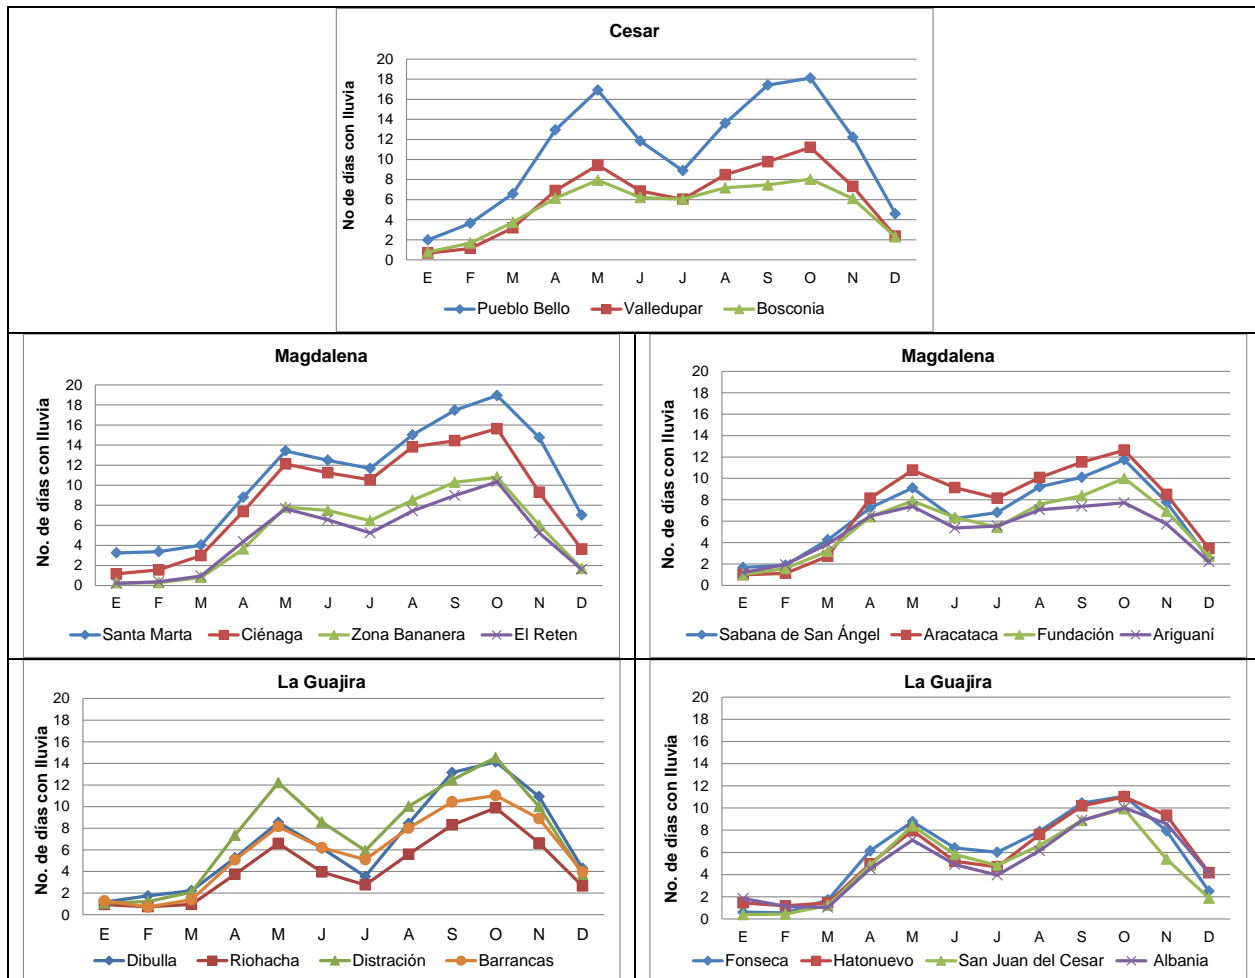 Cesar
No de días con lluvia
20
18
16
14
12
10
8
6
4
2
0
E F M A M J J A S O N D
Pueblo Bello Valledupar Bosconia
Magdalena
No. de días con lluvia
20
18
16
14
12
10
8
6
4
2
0
E F M A M J J A S O N D
Santa Marta Ciénaga Zona Bananera El Reten
Magdalena
No. de días con lluvia
20
18
16
14
12
10
8
6
4
2
0
E F M A M J J A S O N D
Sabana de San Ángel Aracataca Fundación Ariguaní
La Guajira
No. de días con lluvia
20
18
16
14
12
10
8
6
4
2
0
E F M A M J J A S O N D
Dibulla Riohacha Distración Barrancas
La Guajira
No. de días con lluvia
20
18
16
14
12
10
8
6
4
2
0
E F M A M J J A S O N D
Fonseca Hatonuevo San Juan del Cesar Albania